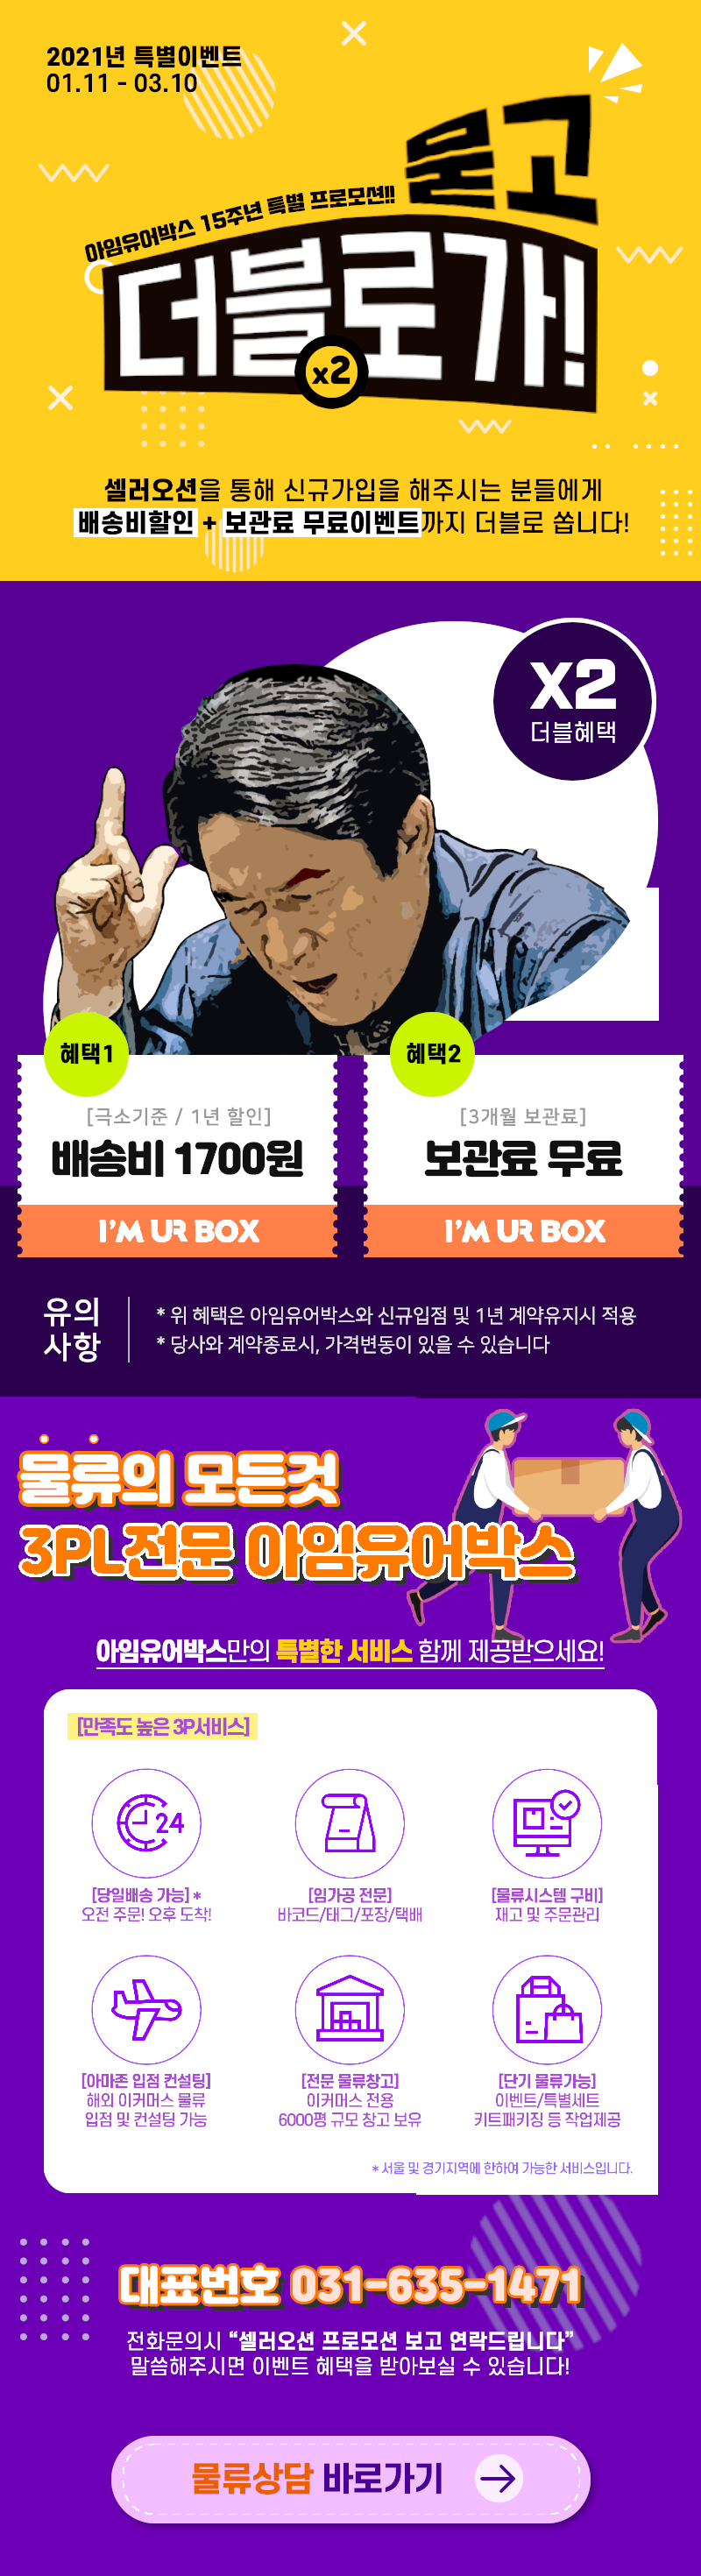 2021년 특별이벤트
01.11 - 03.10
아임유어박스 15주년 특별 프로모션!!
묻고
더블로가!
x2
셀러오션을 통해 신규가입을 해주시는 분들에게
배송비할인 + 보관료 무료이벤트까지 더블로 쏩니다!
X2
더블혜택
혜택1
[극소기준 / 1년 할인]
배송비 1700원
I'M UR BOX
혜택2
[3개월 보관료]
보관료 무료
I'M UR BOX
유의
사항
* 위 혜택은 아임유어박스와 신규입점 및 1년 계약유지시 적용
* 당사와 계약종료시, 가격변동이 있을 수 있습니다
물류의 모든것
3PL전문 아임유어박스
아임유어박스만의 특별한 서비스 함께 제공받으세요!
[만족도 높은 3P서비스]
24
[당일배송 가능] *
오전 주문! 오후 도착!
[임가공 전문]
바코드/태그/포장/택배
[물류시스템 구비]
재고 및 주문관리
[아마존 입점 컨설팅]
해외 이커머스 물류
입점 및 컨설팅 가능
[전문 물류창고]
이커머스 전용
6000평 규모 창고 보유
[단기 물류가능]
이벤트/특별세트
키트패키징 등 작업제공
* 서울 및 경기지역에 한하여 가능한 서비스입니다.
대표번호 031-635-1471
전화문의시 “셀러오션 프로모션 보고 연락드립니다”
말씀해주시면 이벤트 혜택을 받아보실 수 있습니다!
물류상담 바로가기